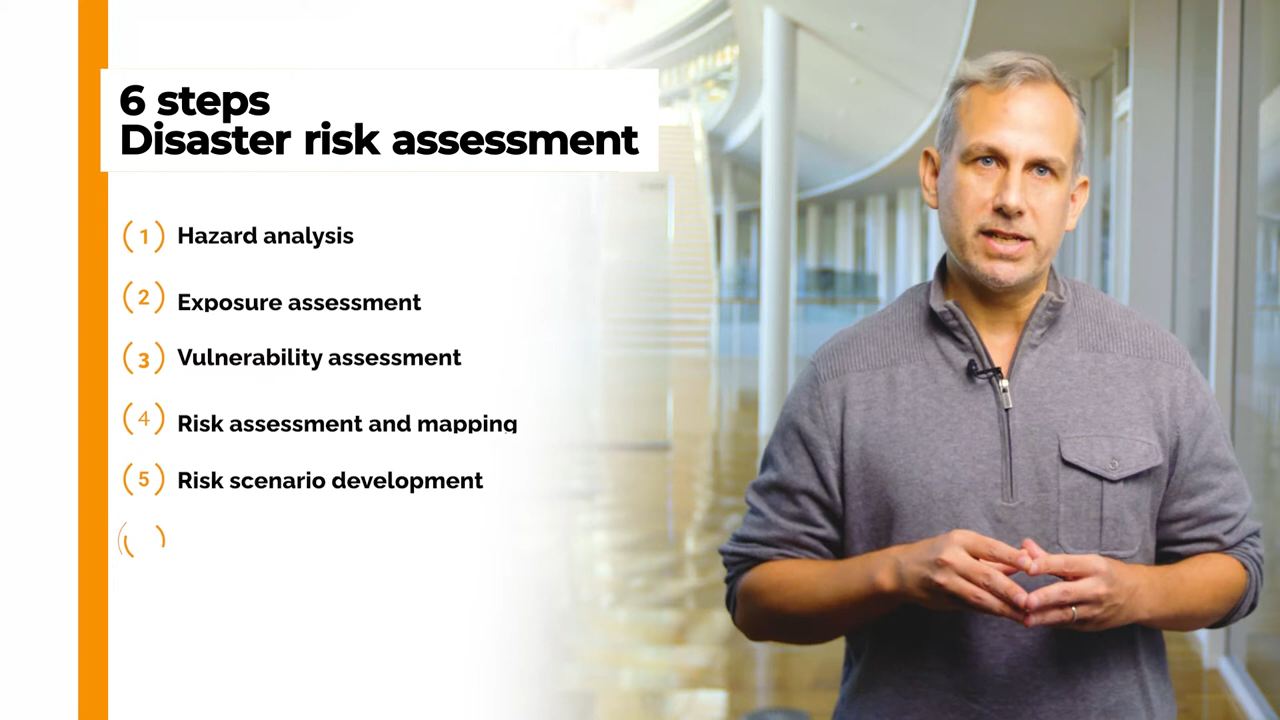 6 steps
Disaster risk assessment
(1) Hazard analysis
(2) Exposure assessment
(3) Vulnerability assessment
(4) Risk assessment and mapping
(5) Risk scenario development